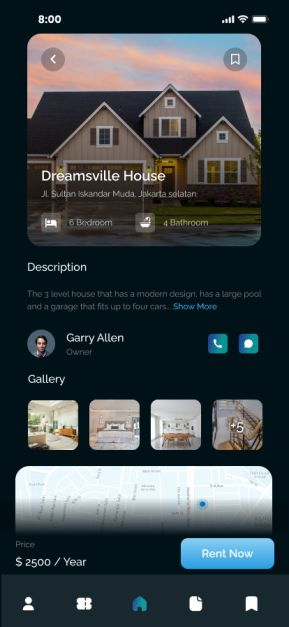 8:00
Dreamsville House
Jl. Sultan Iskandar Muda, Jakarta selatan
6 Bedroom
4 Bathroom
Description
The 3 level house that has a modern design, has a large pool
and a garage that fits up to four cars... Show More
Garry Allen
Owner
Gallery
+5
Price
$ 2500 / Year
Rent Now